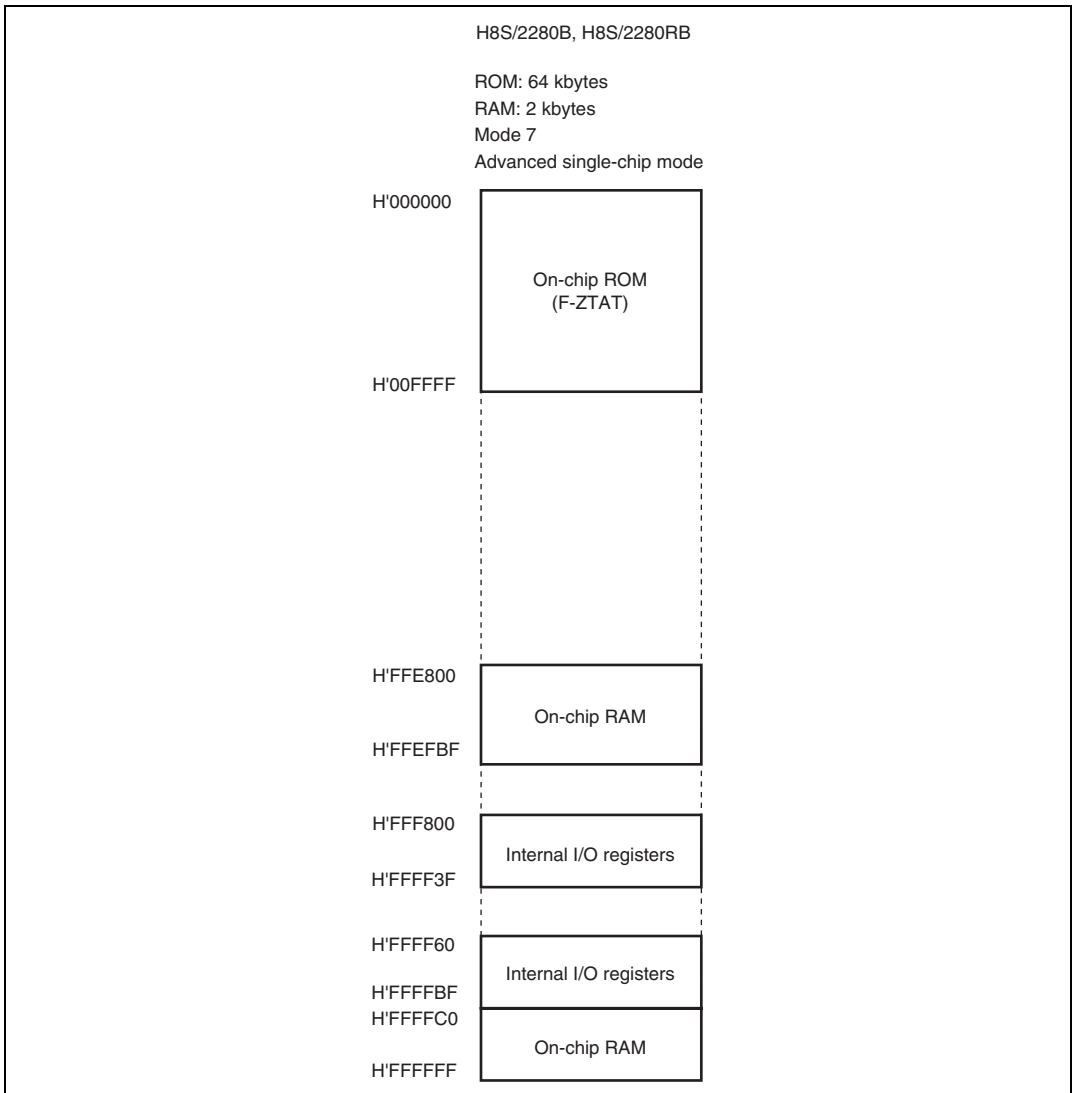 H8S/2280B, H8S/2280RB
ROM: 64 kbytes
RAM: 2 kbytes
Mode 7
Advanced single-chip mode
H'000000
On-chip ROM
(F-ZTAT)
H'00FFFF
H'FFE800
On-chip RAM
H'FFEFBF
H'FFF800
Internal I/O registers
H'FFFF3F
H'FFFF60
Internal I/O registers
H'FFFFBF
H'FFFFC0
On-chip RAM
H'FFFFFF